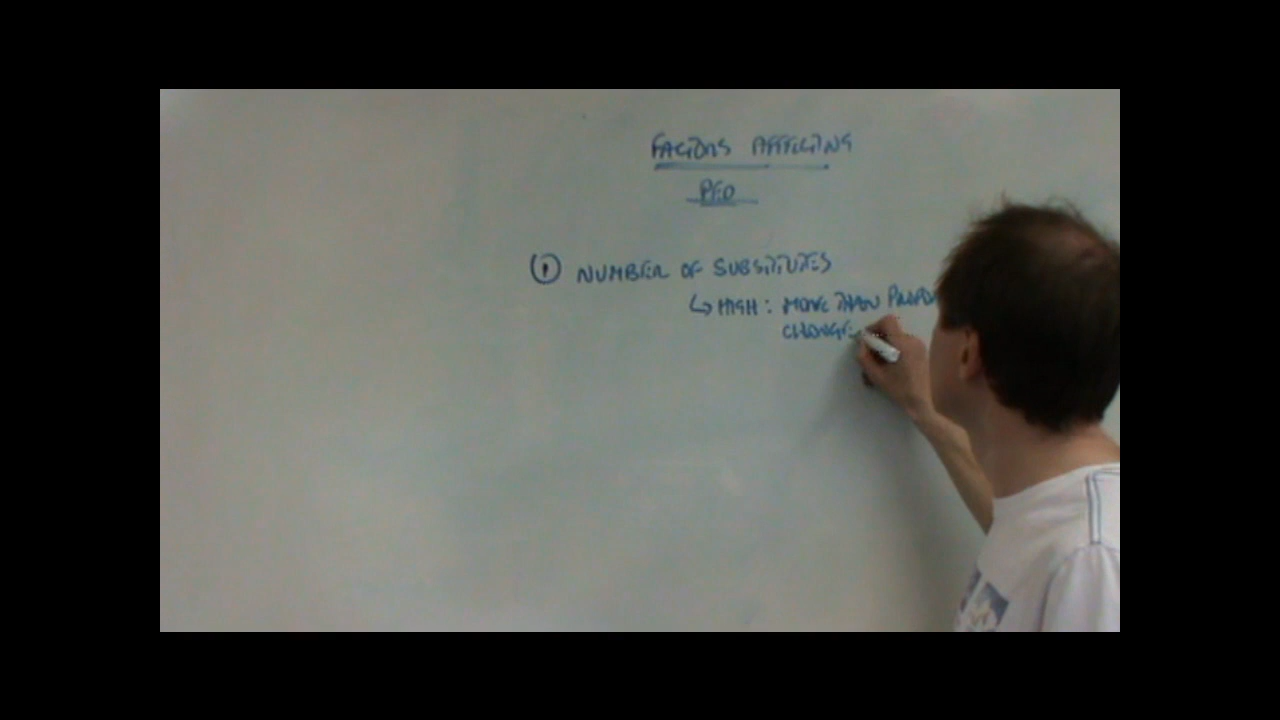 FACTORS AFFECTING
PED
① NUMBER OF SUBSTITUTES
↳ HIGH: MORE THAN
CHANGE